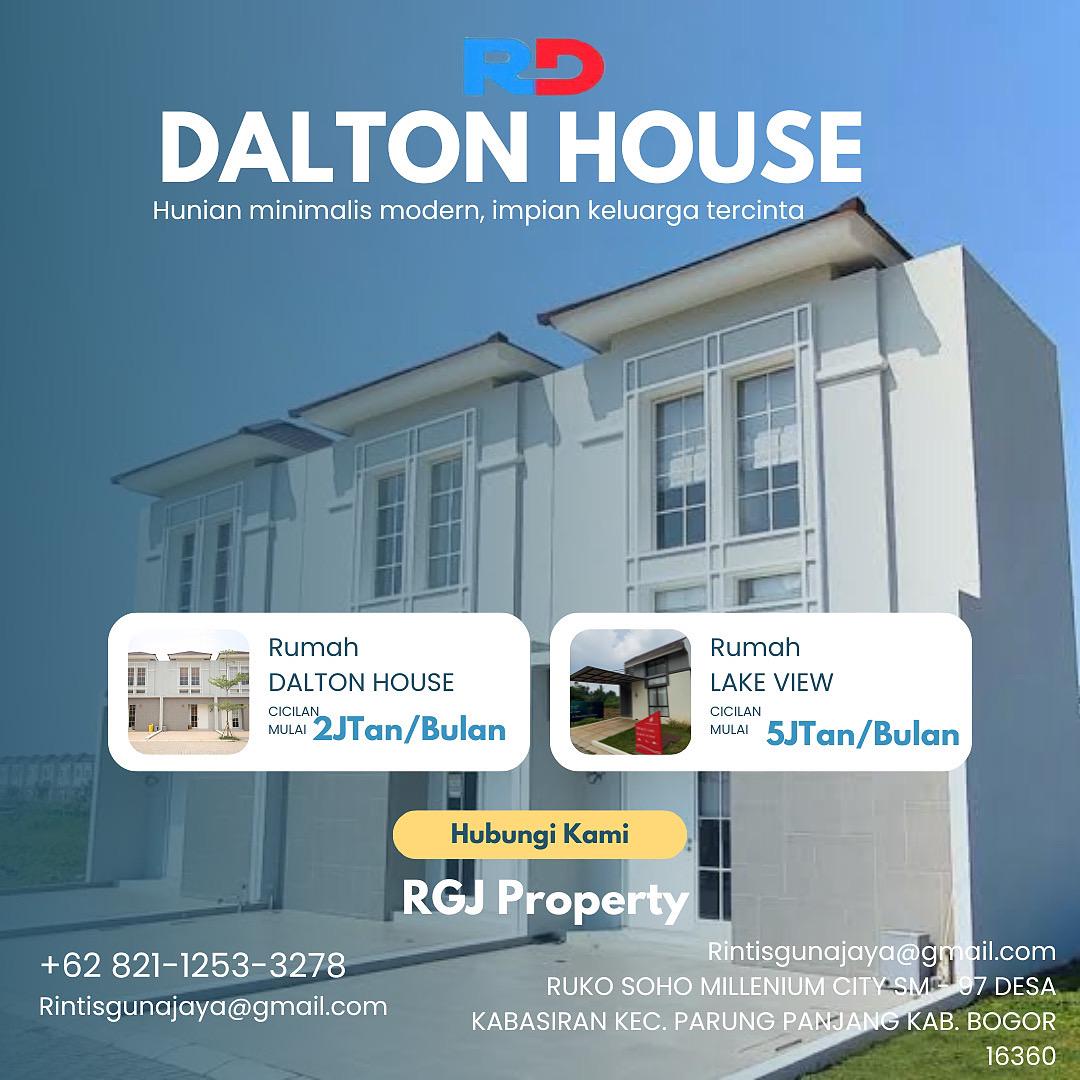 RD
DALTON HOUSE
Hunian minimalis modern, impian keluarga tercinta
Rumah
DALTON HOUSE
CICILAN
MULAI 2JTan/Bulan
Rumah
LAKE VIEW
CICILAN
MULAI 5JTan/Bulan
Hubungi Kami
RGJ Property
+62 821-1253-3278
Rintisgunajaya@gmail.com
Rintisgunajaya@gmail.com
RUKO SOHO MILLENIUM CITY SM - 97 DESA
KABASIRAN KEC. PARUNG PANJANG KAB. BOGOR
16360